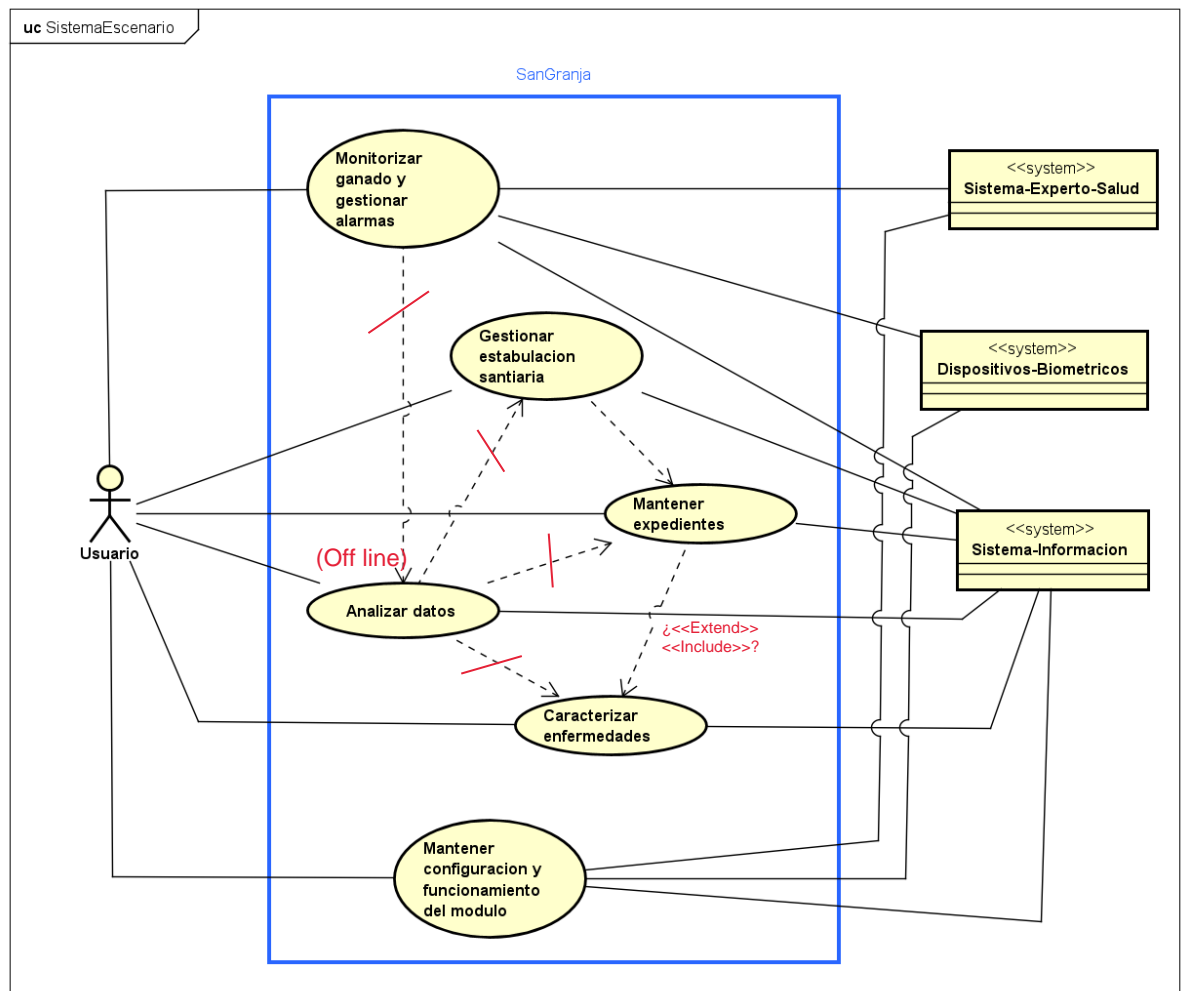 uc SistemaEscenario
SanGranja
Monitorizar
ganado y
gestionar
alarmas
<<system>>
Sistema-Experto-Salud
Gestionar
estabulacion
santiaria
<<system>>
Dispositivos-Biometricos
Mantener
expedientes
<<system>>
Sistema-Informacion
Usuario
(Off line)
Analizar datos
¿<<Extend>>
<<Include>>?
Caracterizar
enfermedades
Mantener
configuracion y
funcionamiento
del modulo